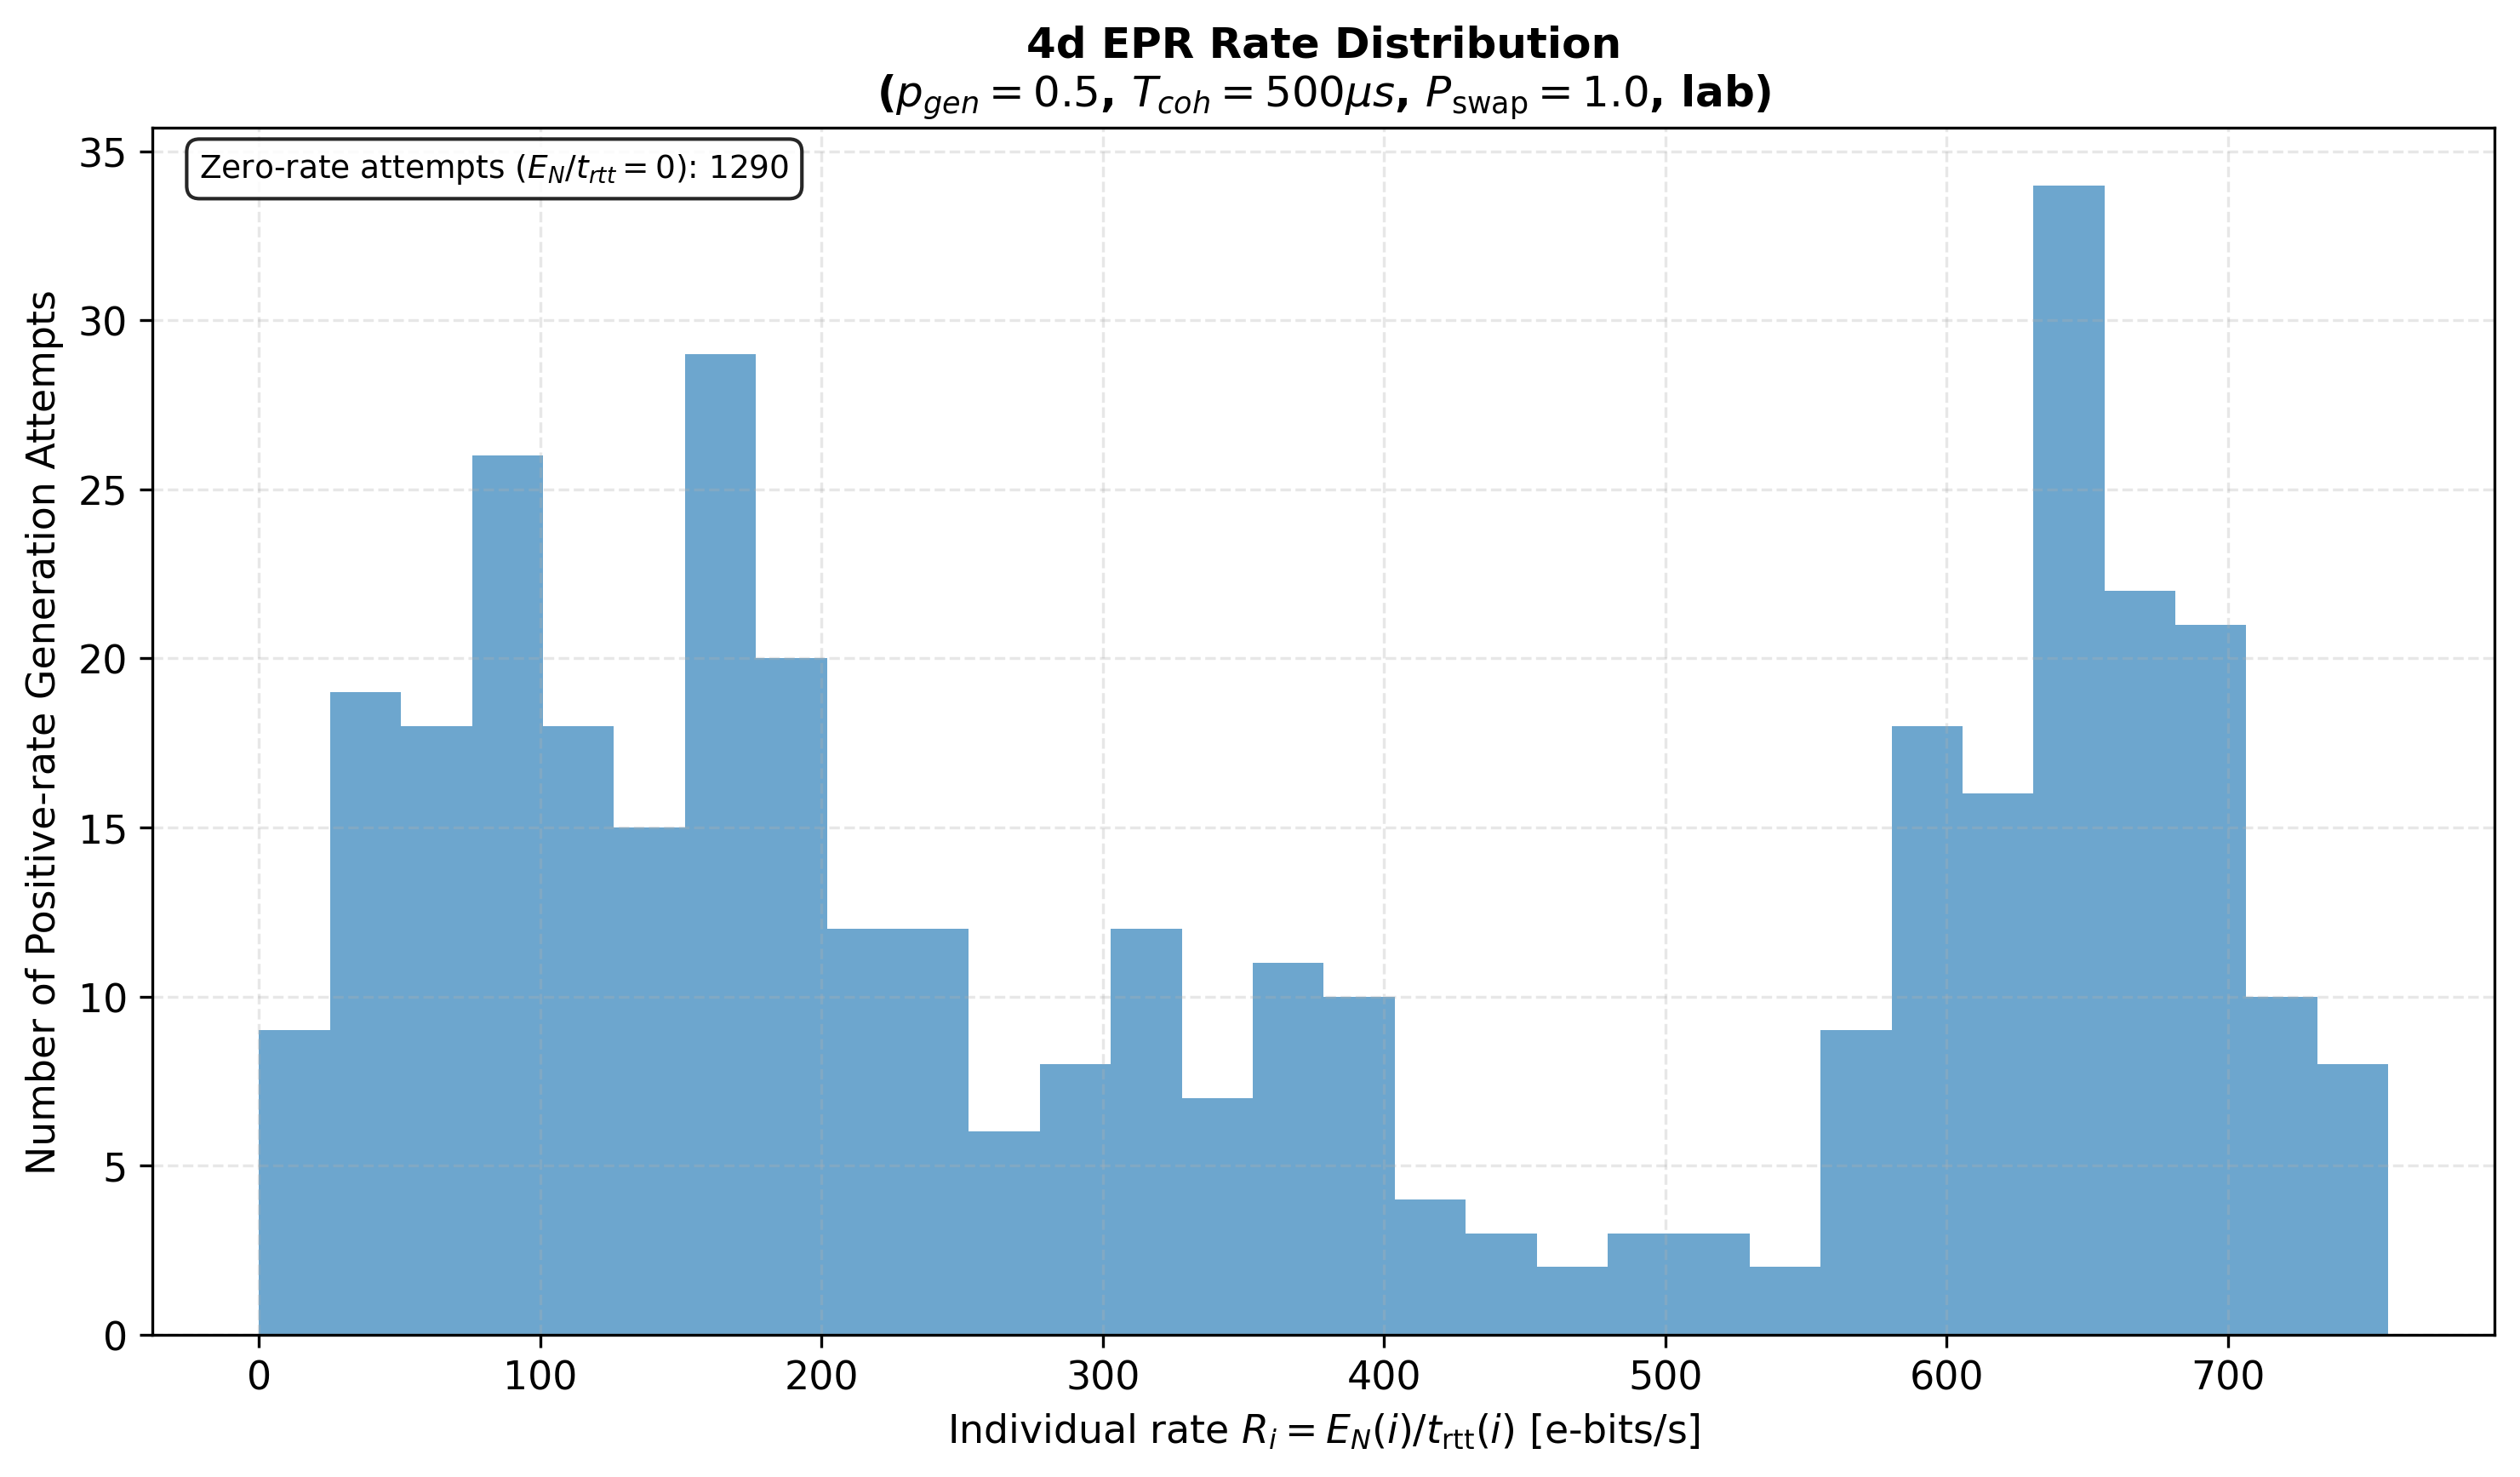 4d EPR Rate Distribution
(p_gen = 0.5, T_coh = 500μs, P_swap = 1.0, lab)
Zero-rate attempts (E_N/t_rtt = 0): 1290
Number of Positive-rate Generation Attempts
35
30
25
20
15
10
5
0
0 100 200 300 400 500 600 700
Individual rate R_i = E_N(i)/t_rtt(i) [e-bits/s]